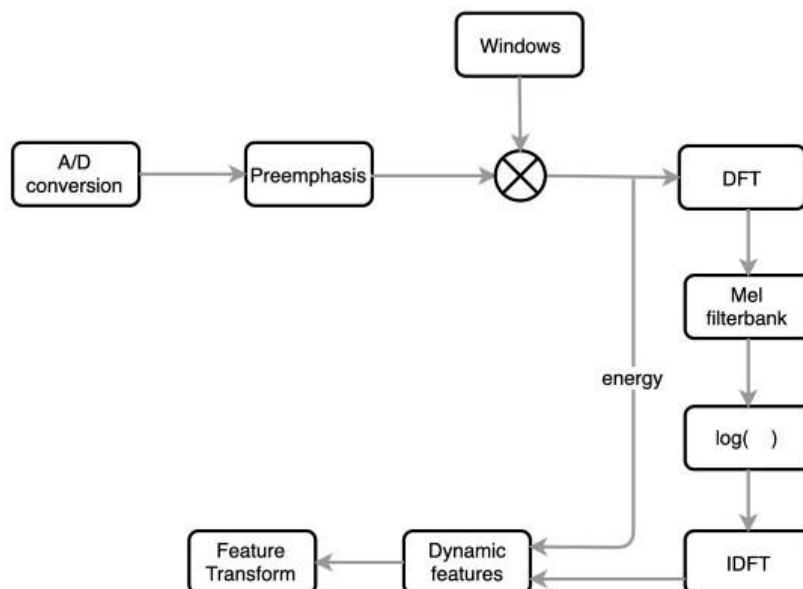 Windows
A/D
conversion
Preemphasis
DFT
Mel
filterbank
energy
log( )
Feature
Transform
Dynamic
features
IDFT